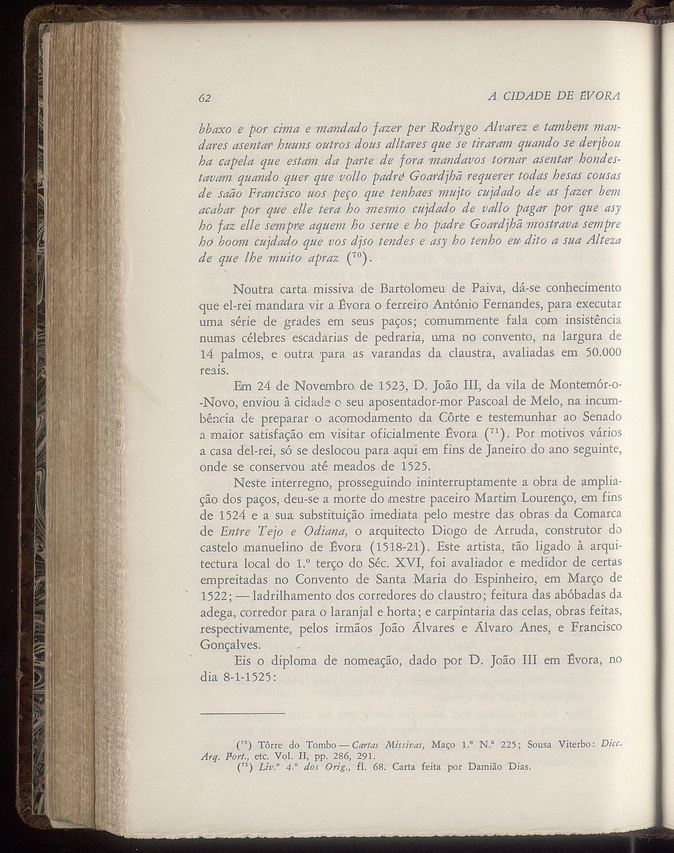 62 A CIDADE DE ÉVORA
bbaxo e por cima e mandado fazer per Rodrygo Alvarez e tambem man-
dares asentar huuns outros dous alltares que se tiraram quando se derjbou
ha capela que estam da parte de fora mandavos tornar asentar hondes-
tavam quando quer que vollo padre Goardjhã requerer todas hesas cousas
de saão Francisco uos peço que tenhaes mujto cujdado de as fazer bem
acabar por que elle tera ho mesmo cujdado de vallo pagar por que asy
ho faz elle sempre aquem ho serue e ho padre Goardjhã mostrava sempre
ho boom cujdado que vos djso tendes e asy ho tenho eu dito a sua Alteza
de que lhe muito apraz (⁷⁰).
Noutra carta missiva de Bartolomeu de Paiva, dá-se conhecimento
que el-rei mandara vir a Évora o ferreiro António Fernandes, para executar
uma série de grades em seus paços; comummente fala com insistência
numas célebres escadarias de pedraria, uma no convento, na largura de
14 palmos, e outra para as varandas da claustra, avaliadas em 50.000
reais.
Em 24 de Novembro de 1523, D. João III, da vila de Montemór-o-
-Novo, enviou à cidade o seu aposentador-mor Pascoal de Melo, na incum-
bência de preparar o acomodamento da Côrte e testemunhar ao Senado
a maior satisfação em visitar oficialmente Évora (⁷¹). Por motivos vários
a casa del-rei, só se deslocou para aqui em fins de Janeiro do ano seguinte,
onde se conservou até meados de 1525.
Neste interregno, prosseguindo ininterruptamente a obra de amplia-
ção dos paços, deu-se a morte do mestre paceiro Martim Lourenço, em fins
de 1524 e a sua substituição imediata pelo mestre das obras da Comarca
de Entre Tejo e Odiana, o arquitecto Diogo de Arruda, construtor do
castelo manuelino de Évora (1518-21). Este artista, tão ligado à arqui-
tectura local do 1.º terço do Séc. XVI, foi avaliador e medidor de certas
empreitadas no Convento de Santa Maria do Espinheiro, em Março de
1522; — ladrilhamento dos corredores do claustro; feitura das abóbadas da
adega, corredor para o laranjal e horta; e carpintaria das celas, obras feitas,
respectivamente, pelos irmãos João Álvares e Álvaro Anes, e Francisco
Gonçalves.
Eis o diploma de nomeação, dado por D. João III em Évora, no
dia 8-1-1525:
(⁷⁰) Tôrre do Tombo — Cartas Missivas, Maço 1.º N.º 225; Sousa Viterbo: Dicc.
Arq. Port., etc. Vol. II, pp. 286, 291.
(⁷¹) Liv.º 4.º dos Orig., fl. 68. Carta feita por Damião Dias.